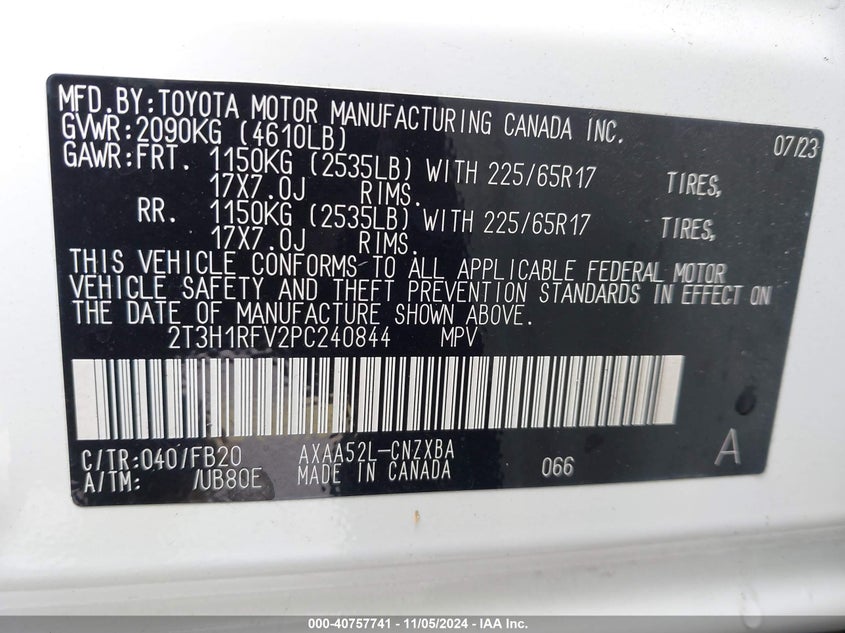 MFD.BY:TOYOTA MOTOR MANUFACTURING CANADA INC. 07/23
GVWR:2090KG (4610LB)
GAWR:FRT. 1150KG (2535LB) WITH 225/65R17 TIRES,
17X7.0J RIMS.
RR. 1150KG (2535LB) WITH 225/65R17 TIRES,
17X7.0J RIMS.
THIS VEHICLE CONFORMS TO ALL APPLICABLE FEDERAL MOTOR
VEHICLE SAFETY AND THEFT PREVENTION STANDARDS IN EFFECT ON
THE DATE OF MANUFACTURE SHOWN ABOVE.
2T3H1RFV2PC240844 MPV
C/TR:040/FB20 AXAA52L-CNZXBA
A/TM: /UB80E MADE IN CANADA 066 A
000-40757741 - 11/05/2024 - IAA Inc.